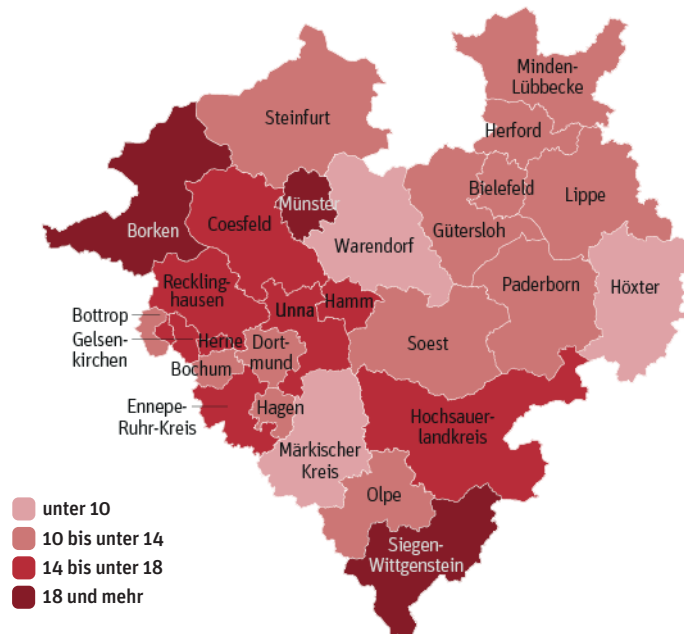 Minden-
Lübbecke
Steinfurt
Herford
Bielefeld
Lippe
Münster
Coesfeld
Borken
Gütersloh
Warendorf
Paderborn
Höxter
Reckling-
hausen
Unna
Hamm
Bottrop
Gelsen-
kirchen
Herne
Dort-
mund
Soest
Bochum
Ennepe-
Ruhr-Kreis
Hagen
Hochsauer-
landkreis
Märkischer
Kreis
Olpe
Siegen-
Wittgenstein
unter 10
10 bis unter 14
14 bis unter 18
18 und mehr